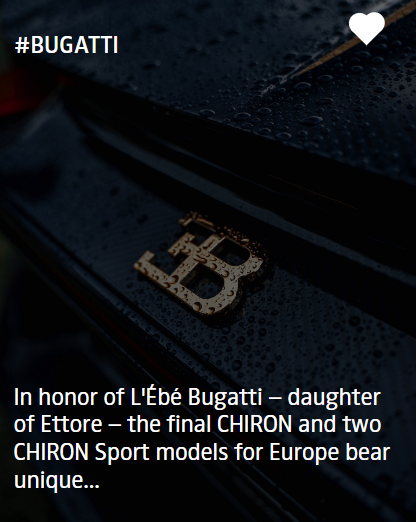 #BUGATTI
EB
In honor of L'Ébé Bugatti – daughter
of Ettore – the final CHIRON and two
CHIRON Sport models for Europe bear
unique...